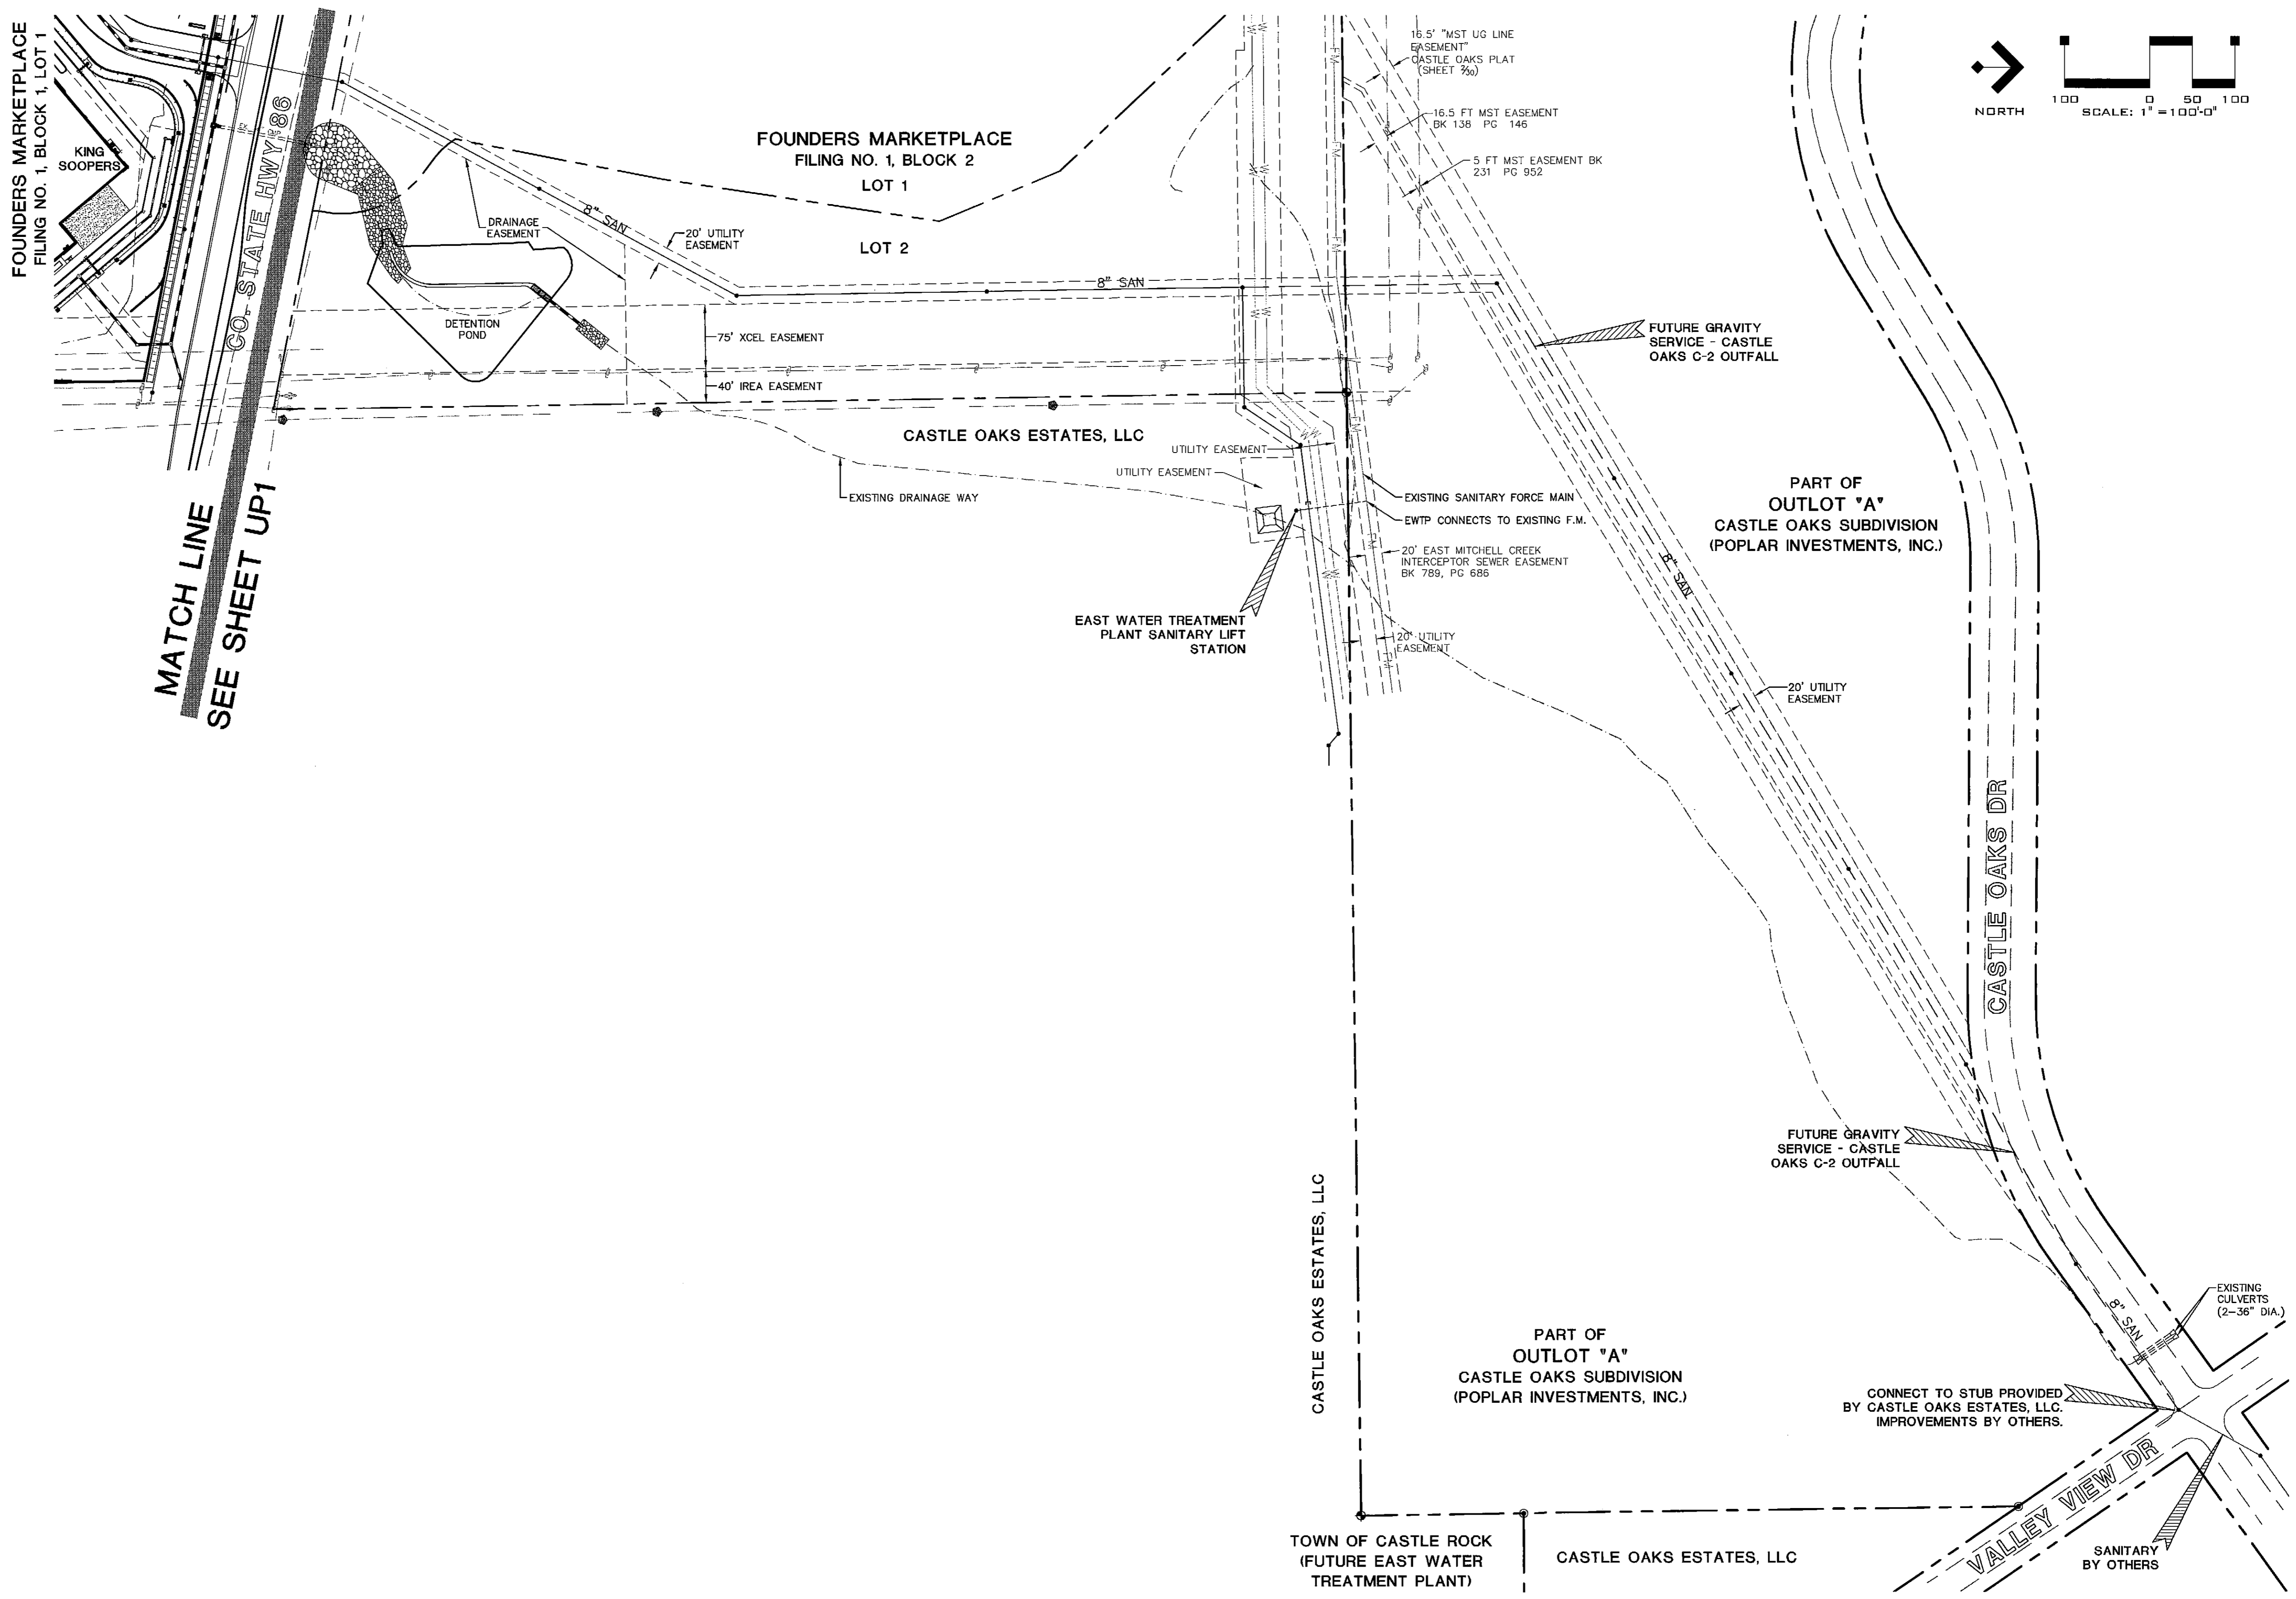 FOUNDERS MARKETPLACE
FILING NO. 1, BLOCK 1, LOT 1
KING
SOOPERS
CO. STATE HWY 86
MATCH LINE
SEE SHEET UP1
FOUNDERS MARKETPLACE
FILING NO. 1, BLOCK 2
LOT 1
LOT 2
DRAINAGE
EASEMENT
8" SAN
20' UTILITY
EASEMENT
8" SAN
DETENTION
POND
75' XCEL EASEMENT
40' IREA EASEMENT
CASTLE OAKS ESTATES, LLC
EXISTING DRAINAGE WAY
UTILITY EASEMENT
UTILITY EASEMENT
EAST WATER TREATMENT
PLANT SANITARY LIFT
STATION
16.5' "MST UG LINE
EASEMENT"
CASTLE OAKS PLAT
(SHEET 2/30)
16.5 FT MST EASEMENT
BK 138 PG 146
5 FT MST EASEMENT BK
231 PG 952
NORTH
100 0 50 100
SCALE: 1" =100'-0"
FUTURE GRAVITY
SERVICE - CASTLE
OAKS C-2 OUTFALL
EXISTING SANITARY FORCE MAIN
EWTP CONNECTS TO EXISTING F.M.
20' EAST MITCHELL CREEK
INTERCEPTOR SEWER EASEMENT
BK 789, PG 686
20' UTILITY
EASEMENT
PART OF
OUTLOT "A"
CASTLE OAKS SUBDIVISION
(POPLAR INVESTMENTS, INC.)
8" SAN
20' UTILITY
EASEMENT
CASTLE OAKS DR
FUTURE GRAVITY
SERVICE - CASTLE
OAKS C-2 OUTFALL
CASTLE OAKS ESTATES, LLC
PART OF
OUTLOT "A"
CASTLE OAKS SUBDIVISION
(POPLAR INVESTMENTS, INC.)
8" SAN
EXISTING
CULVERTS
(2-36" DIA.)
CONNECT TO STUB PROVIDED
BY CASTLE OAKS ESTATES, LLC.
IMPROVEMENTS BY OTHERS.
VALLEY VIEW DR
SANITARY
BY OTHERS
TOWN OF CASTLE ROCK
(FUTURE EAST WATER
TREATMENT PLANT)
CASTLE OAKS ESTATES, LLC